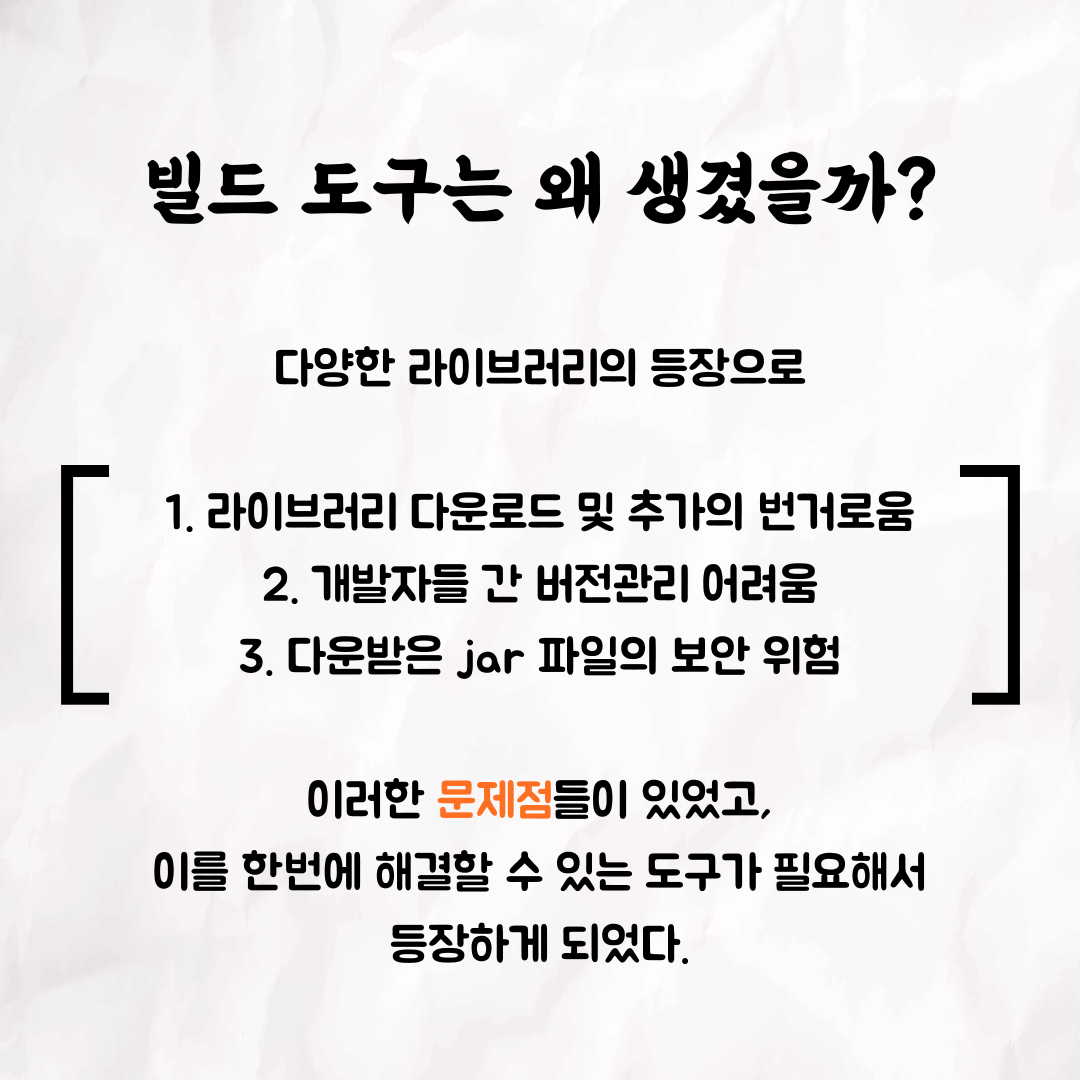 빌드 도구는 왜 생겼을까?
다양한 라이브러리의 등장으로
1. 라이브러리 다운로드 및 추가의 번거로움
2. 개발자들 간 버전관리 어려움
3. 다운받은 jar 파일의 보안 위험
이러한 문제점들이 있었고,
이를 한번에 해결할 수 있는 도구가 필요해서
등장하게 되었다.